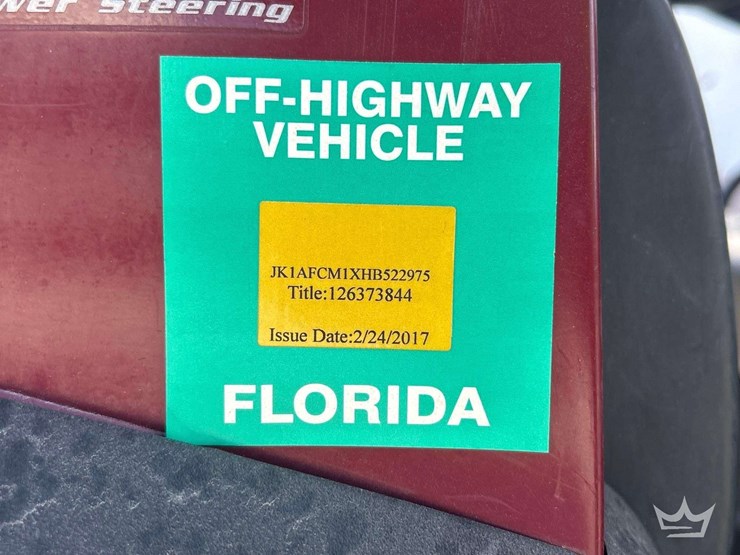 wer Steering
OFF-HIGHWAY
VEHICLE
JK1AFCM1XHB522975
Title:126373844
Issue Date:2/24/2017
FLORIDA